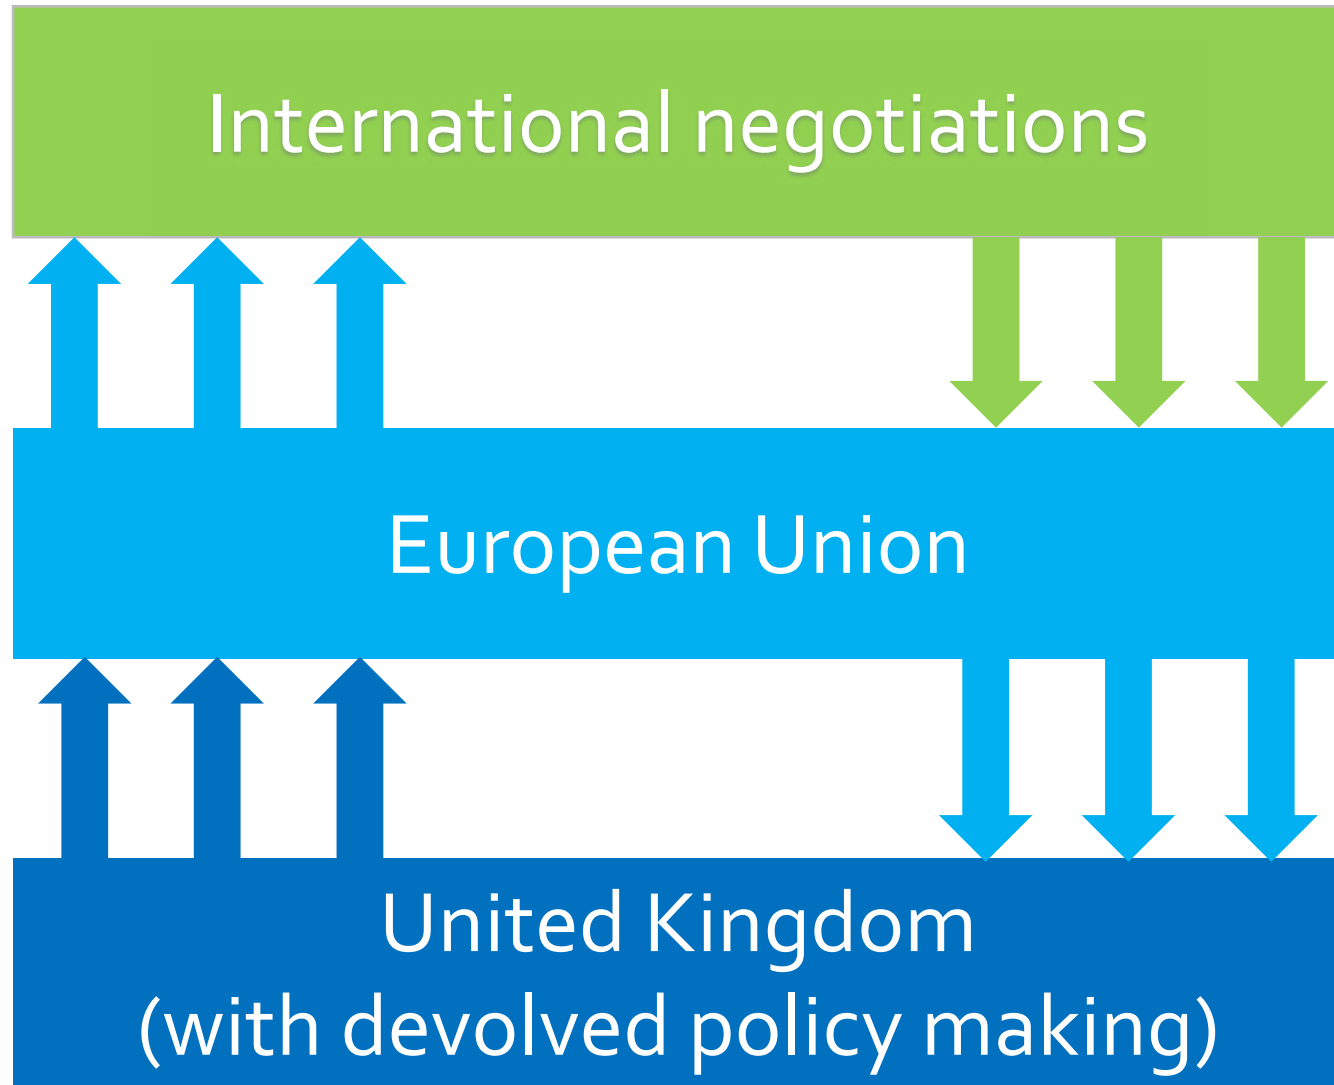 International negotiations
European Union
United Kingdom
(with devolved policy making)